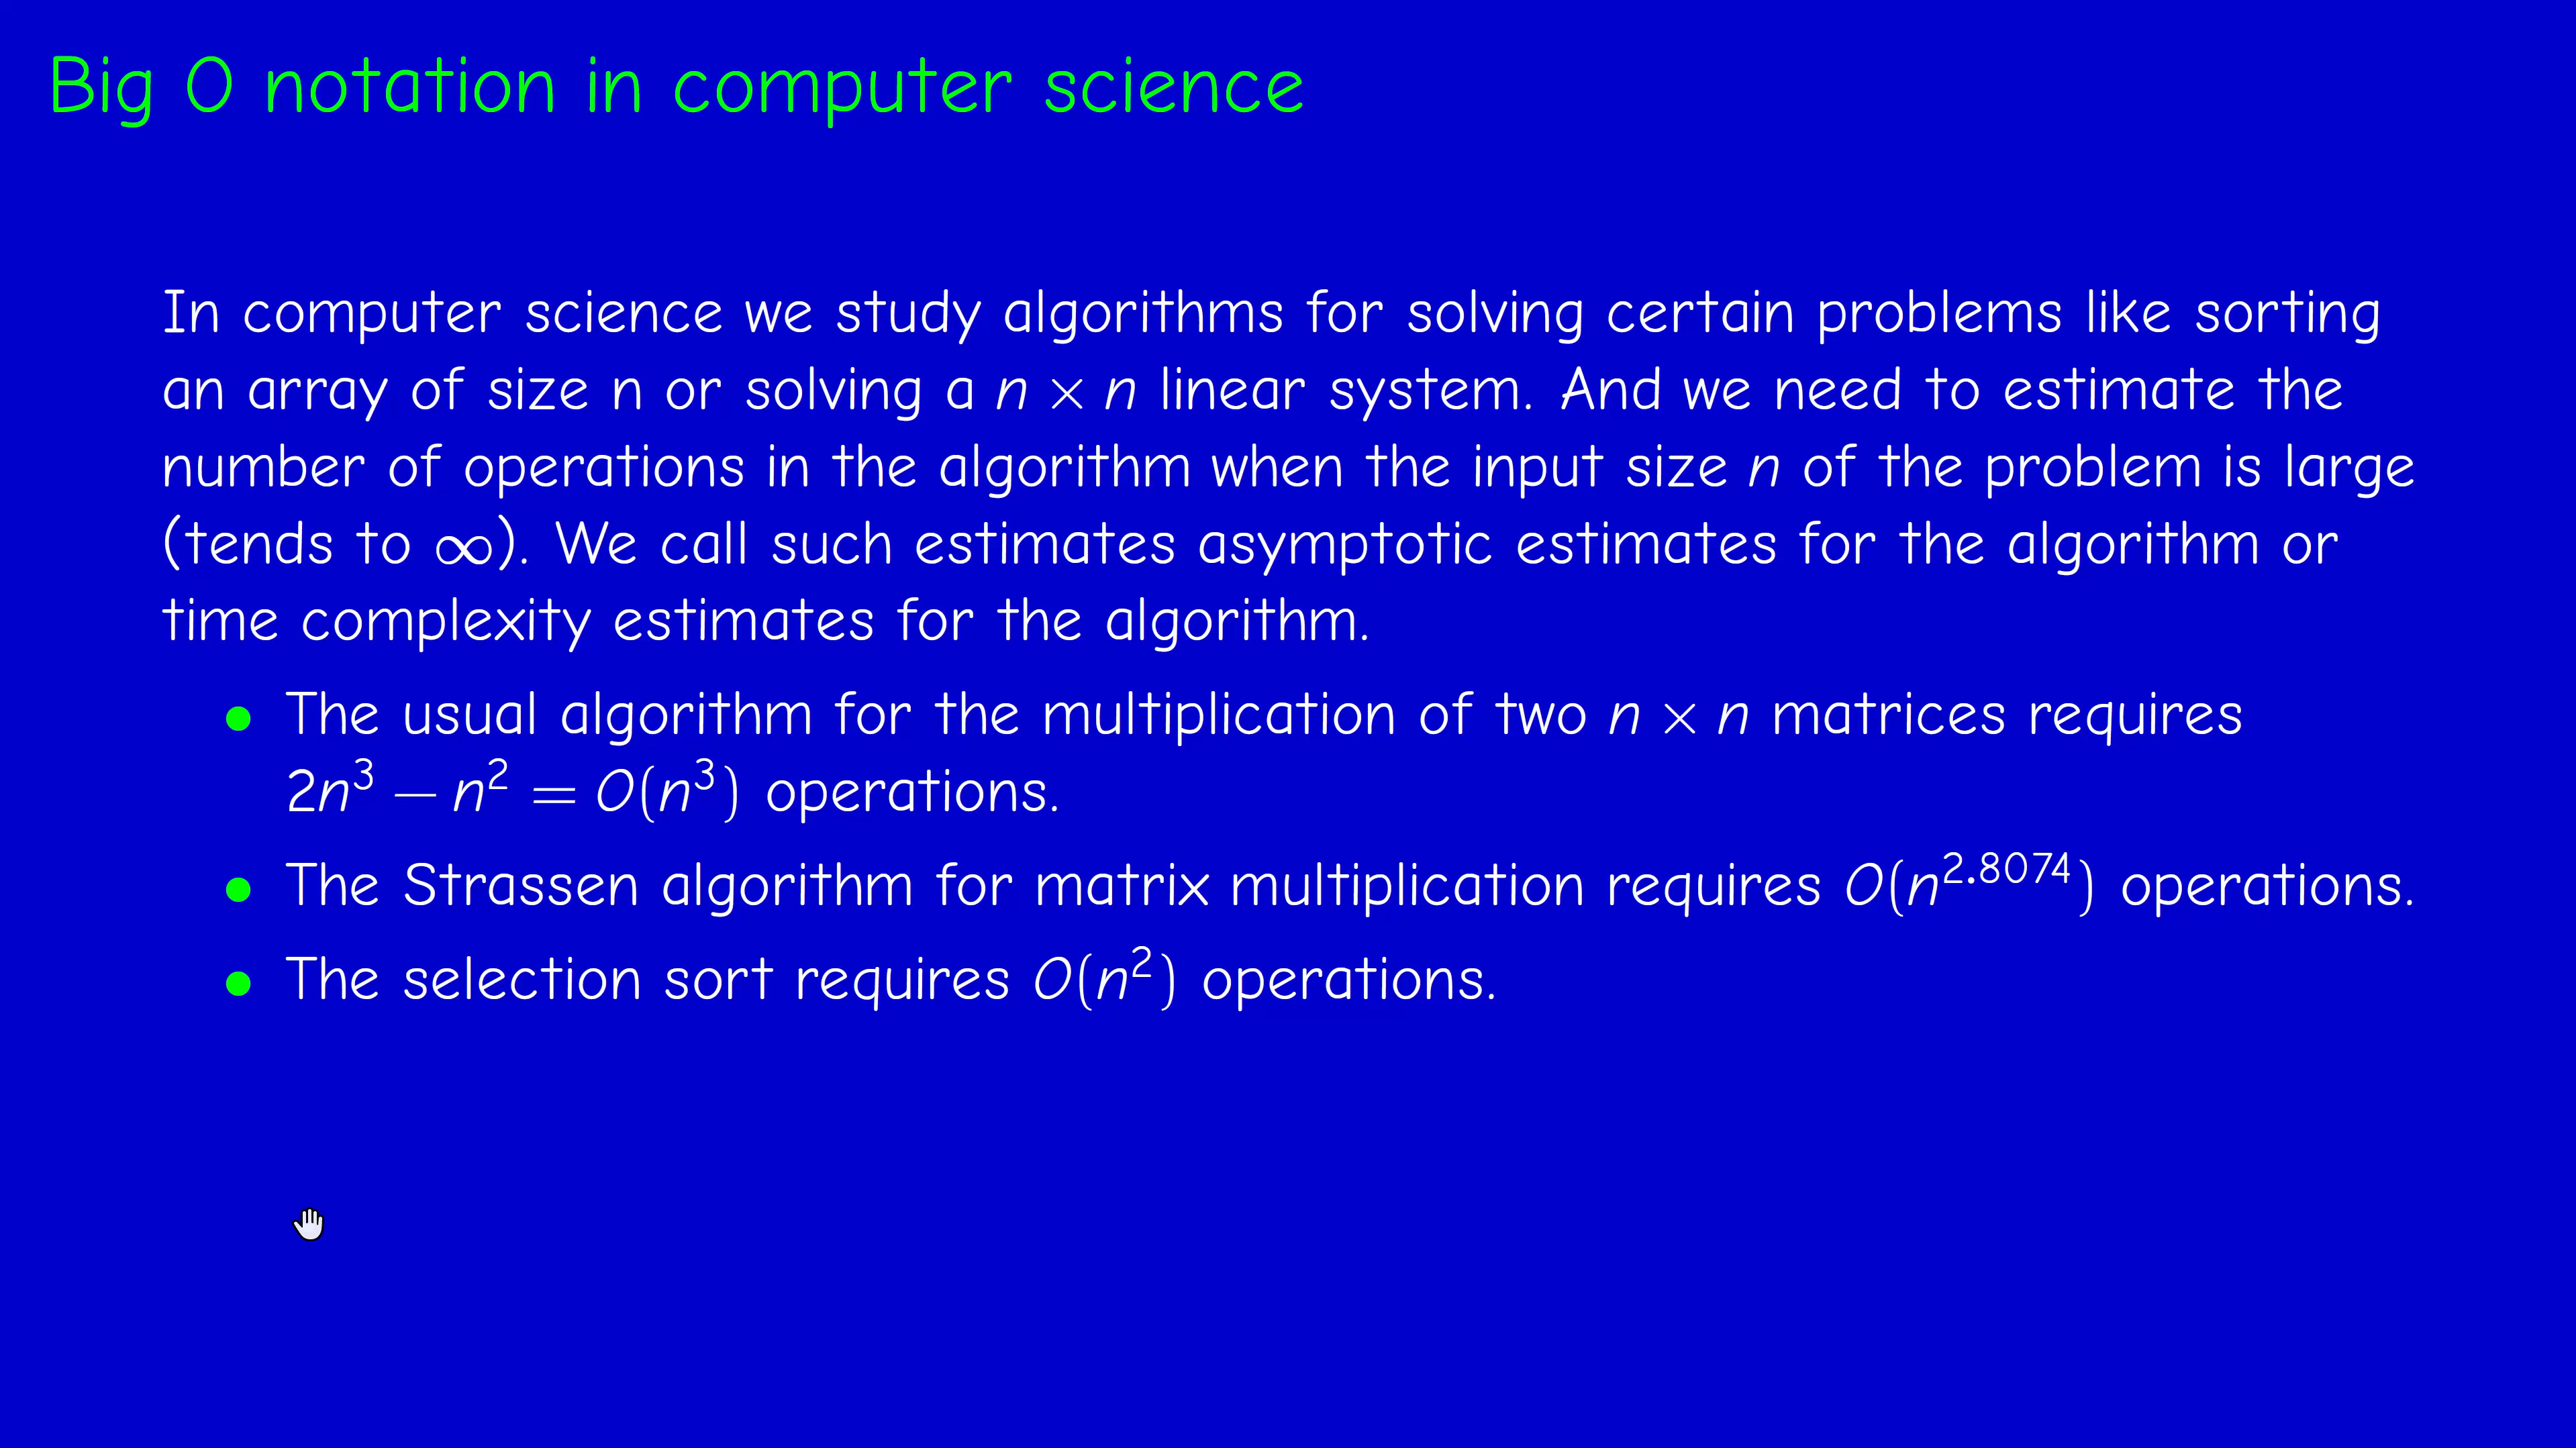 Big O notation in computer science
In computer science we study algorithms for solving certain problems like sorting
an array of size n or solving a n × n linear system. And we need to estimate the
number of operations in the algorithm when the input size n of the problem is large
(tends to ∞). We call such estimates asymptotic estimates for the algorithm or
time complexity estimates for the algorithm.
• The usual algorithm for the multiplication of two n × n matrices requires
2n³ − n² = O(n³) operations.
• The Strassen algorithm for matrix multiplication requires O(n^2.8074) operations.
• The selection sort requires O(n²) operations.